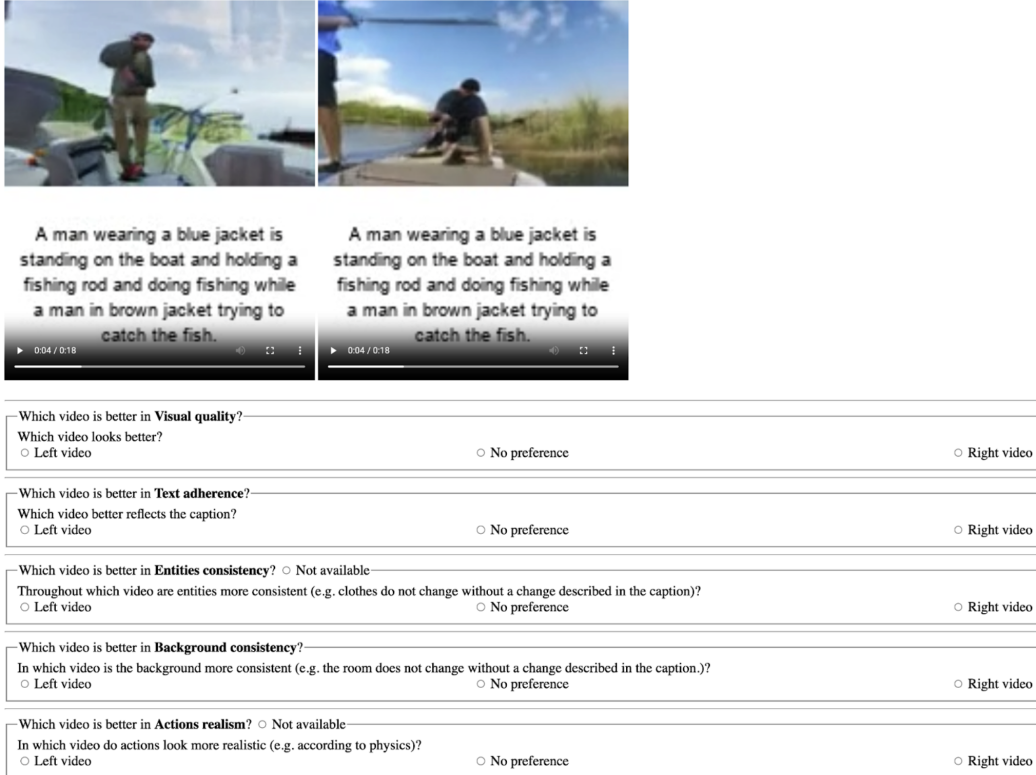 A man wearing a blue jacket is
standing on the boat and holding a
fishing rod and doing fishing while
a man in brown jacket trying to
catch the fish.
0:04 / 0:18
A man wearing a blue jacket is
standing on the boat and holding a
fishing rod and doing fishing while
a man in brown jacket trying to
catch the fish.
0:04 / 0:18
Which video is better in Visual quality?
Which video looks better?
Left video No preference Right video
Which video is better in Text adherence?
Which video better reflects the caption?
Left video No preference Right video
Which video is better in Entities consistency? Not available
Throughout which video are entities more consistent (e.g. clothes do not change without a change described in the caption)?
Left video No preference Right video
Which video is better in Background consistency?
In which video is the background more consistent (e.g. the room does not change without a change described in the caption.)?
Left video No preference Right video
Which video is better in Actions realism? Not available
In which video do actions look more realistic (e.g. according to physics)?
Left video No preference Right video